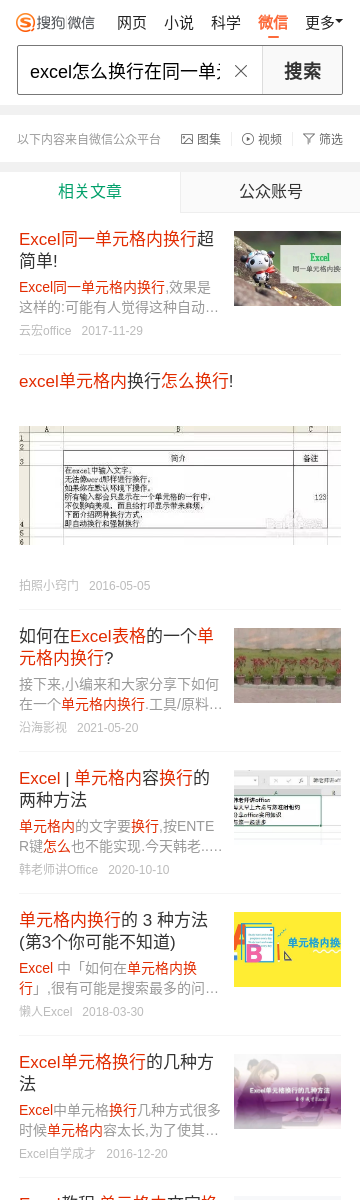 搜狗微信 网页 小说 科学 微信 更多
excel怎么换行在同一单元 搜索
以下内容来自微信公众平台 图集 视频 筛选
相关文章 公众账号
Excel同一单元格内换行超
简单!
Excel同一单元格内换行,效果是
这样的:可能有人觉得这种自动…
云宏office 2017-11-29
Excel
同一单元格内换
excel单元格内换行怎么换行!
A B C
1
2
3 简介 备注
在excel中输入文字,
无法像word那样进行换行,
如果你在默认环境下操作,
所有输入都会只显示在一个单元格的一行中,
不仅影响美观, 而且给打印显示带来麻烦,
下面介绍两种换行方式,
即自动换行和强制换行
123
4
5
6
拍照小窍门 2016-05-05
如何在Excel表格的一个单
元格内换行?
接下来,小编来和大家分享下如何
在一个单元格内换行.工具/原料…
沿海影视 2021-05-20
Excel | 单元格内容换行的
两种方法
单元格内的文字要换行,按ENTE
R键怎么也不能实现.今天韩老……
韩老师讲Office 2020-10-10
韩老师讲office
单元格内换行的 3 种方法
(第3个你可能不知道)
Excel 中「如何在单元格内换
行」,很有可能是搜索最多的问…
懒人Excel 2018-03-30
单元格内换
Excel单元格换行的几种方
法
Excel中单元格换行几种方式很多
时候单元格内容太长,为了使其…
Excel自学成才 2016-12-20
Excel单元格换行的几种方法